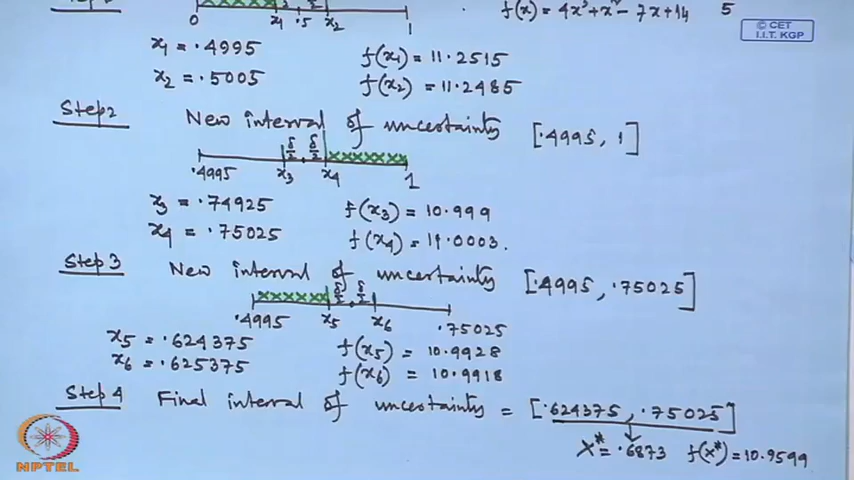 0 x₁ .5 x₂ 1 f(x) = 4x³+x²-7x+14 5
© CET
I.I.T. KGP
x₁ = .4995 f(x₁) = 11.2515
x₂ = .5005 f(x₂) = 11.2485
Step 2 New interval of uncertainty [.4995, 1]
δ/2 δ/2
.4995 x₃ x₄ 1
x₃ = .74925 f(x₃) = 10.999
x₄ = .75025 f(x₄) = 11.0003.
Step 3 New interval of uncertainty [.4995, .75025]
δ/2 δ/2
.4995 x₅ x₆ .75025
x₅ = .624375 f(x₅) = 10.9928
x₆ = .625375 f(x₆) = 10.9918
Step 4 Final interval of uncertainty = [.624375, .75025]
x* = .6873 f(x*) = 10.9599
NPTEL